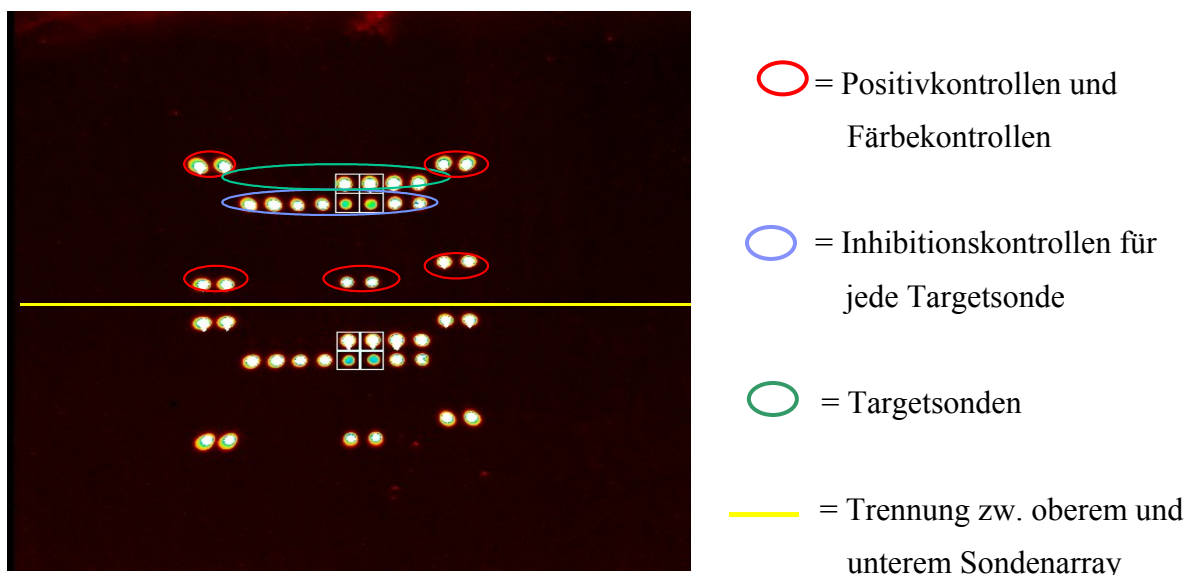 = Positivkontrollen und
Färbekontrollen
= Inhibitionskontrollen für
jede Targetsonde
= Targetsonden
= Trennung zw. oberem und
unterem Sondenarray